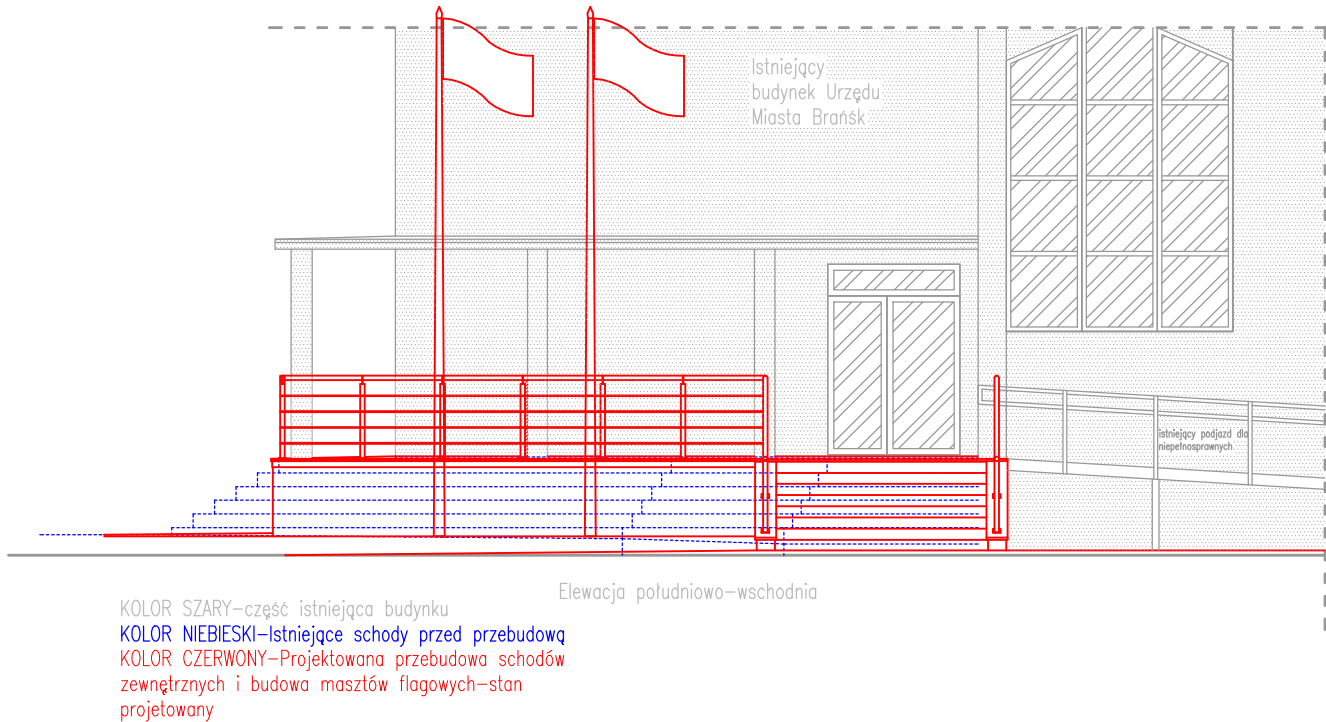 Istniejący
budynek Urzędu
Miasta Brańśk
istniejący podjazd dla
niepełnosprawnych
Elewacja południowo-wschodnia
KOLOR SZARY-część istniejąca budynku
KOLOR NIEBIESKI-Istniejące schody przed przebudową
KOLOR CZERWONY-Projektowana przebudowa schodów
zewnętrznych i budowa masztów flagowych-stan
projetowany